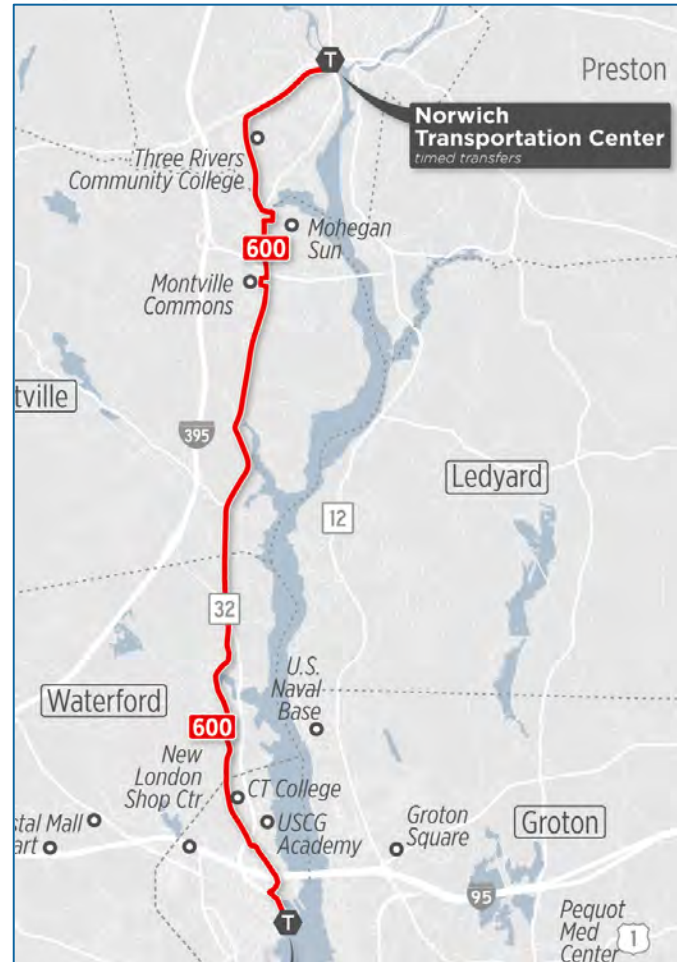 T
Preston
Norwich
Transportation Center
timed transfers
Three Rivers
Community College
Mohegan
Sun
600
Montville
Commons
tville
395
Ledyard
12
32
U.S.
Naval
Base
Waterford
600
New
London
Shop Ctr
CT College
USCG
Academy
stal Mall
art
Groton
Square
Groton
95
Pequot
Med
Center
1
T